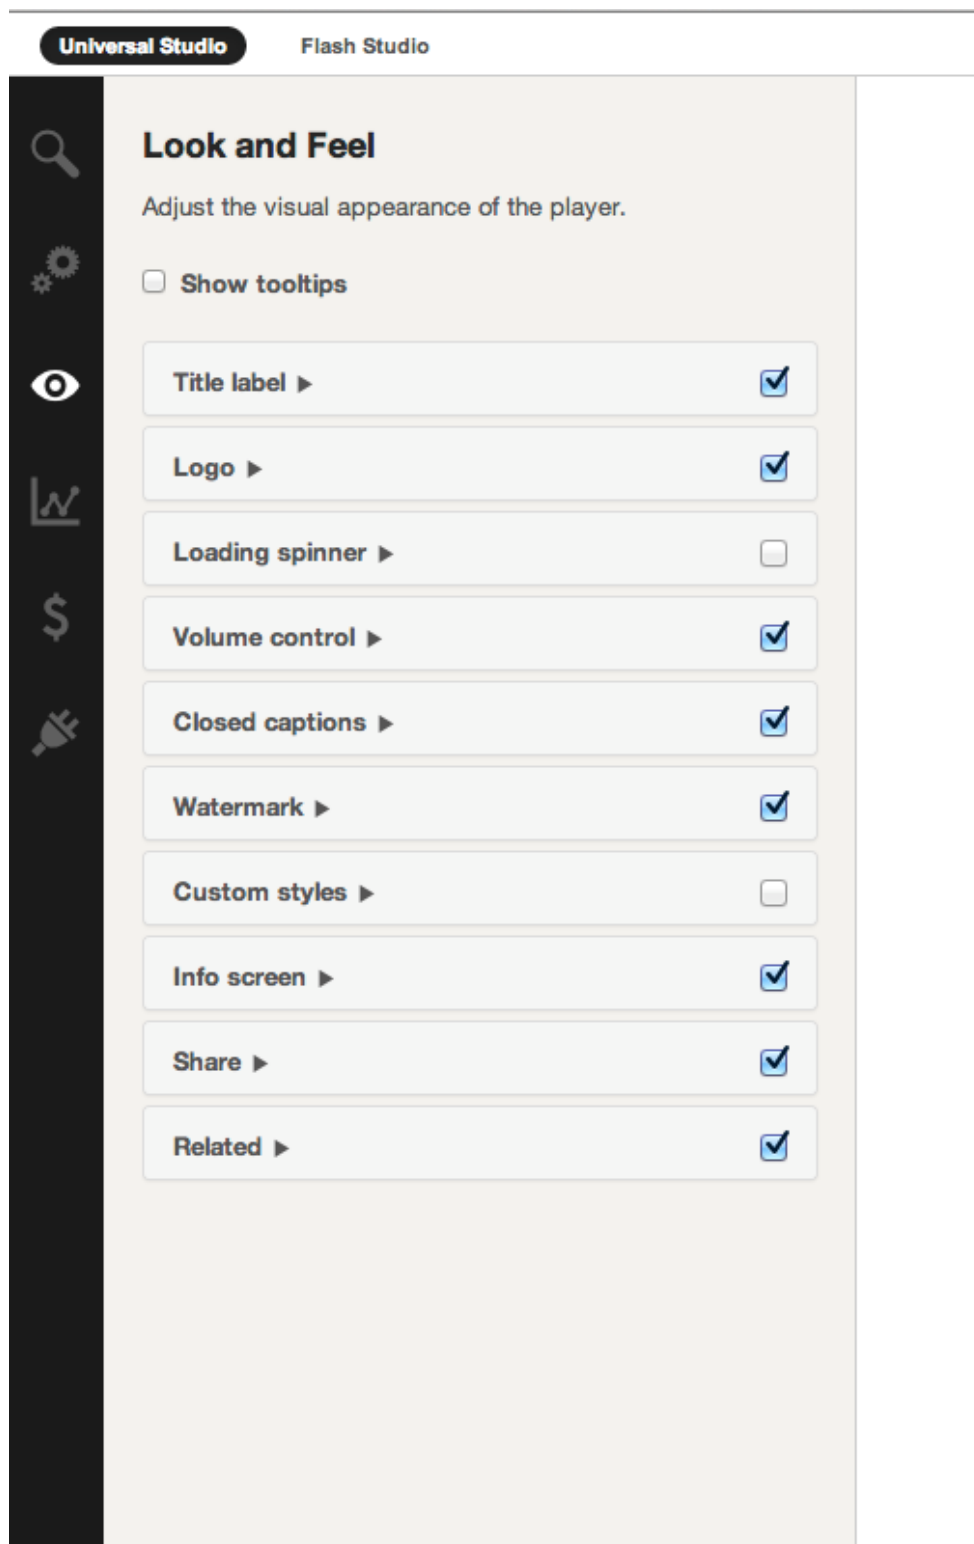 Universal Studio Flash Studio
Look and Feel
Adjust the visual appearance of the player.
Show tooltips
Title label
Logo
Loading spinner
Volume control
Closed captions
Watermark
Custom styles
Info screen
Share
Related